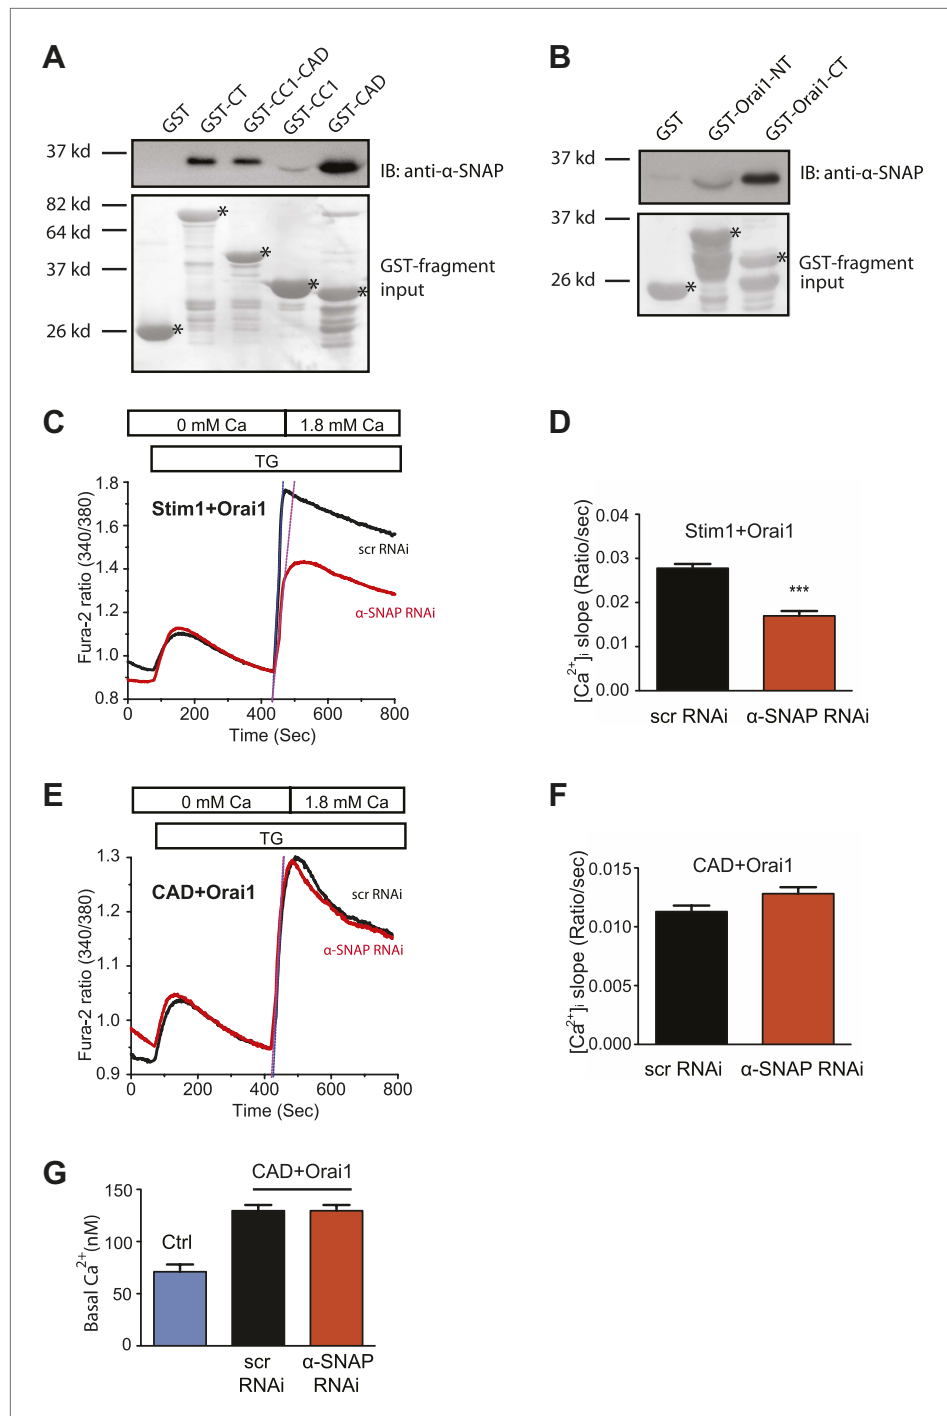 A
GST
GST-CT
GST-CC1-CAD
GST-CC1
GST-CAD
37 kd
IB: anti-α-SNAP
82 kd
64 kd
37 kd
26 kd
*
*
*
*
*
GST-fragment
input
B
GST
GST-Orai1-NT
GST-Orai1-CT
37 kd
IB: anti-α-SNAP
37 kd
26 kd
*
*
*
GST-fragment
input
C
0 mM Ca
1.8 mM Ca
TG
Stim1+Orai1
scr RNAi
α-SNAP RNAi
Fura-2 ratio (340/380)
1.8
1.6
1.4
1.2
1.0
0.8
0 200 400 600 800
Time (Sec)
D
Stim1+Orai1
[Ca2+]i slope (Ratio/sec)
0.04
0.03
0.02
0.01
0.00
***
scr RNAi
α-SNAP RNAi
E
0 mM Ca
1.8 mM Ca
TG
CAD+Orai1
scr RNAi
α-SNAP RNAi
Fura-2 ratio (340/380)
1.3
1.2
1.1
1.0
0.9
0 200 400 600 800
Time (Sec)
F
CAD+Orai1
[Ca2+]i slope (Ratio/sec)
0.015
0.010
0.005
0.000
scr RNAi
α-SNAP RNAi
G
CAD+Orai1
Basal Ca2+(nM)
150
100
50
0
Ctrl
scr
RNAi
α-SNAP
RNAi